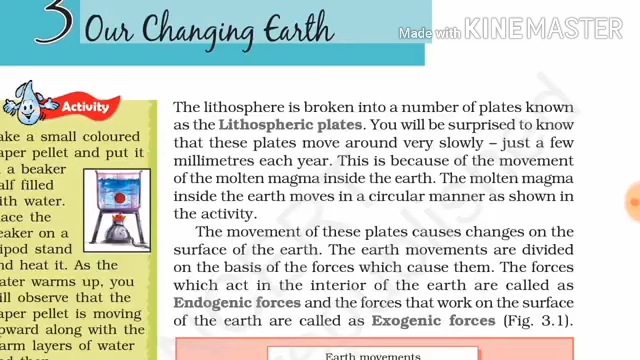 3 Our Changing Earth
Made with KINEMASTER
Activity
ake a small coloured
aper pellet and put it
a beaker
alf filled
ith water.
lace the
eaker on a
ipod stand
nd heat it. As the
ater warms up, you
ill observe that the
aper pellet is moving
pward along with the
arm layers of water
The lithosphere is broken into a number of plates known
as the Lithospheric plates. You will be surprised to know
that these plates move around very slowly – just a few
millimetres each year. This is because of the movement
of the molten magma inside the earth. The molten magma
inside the earth moves in a circular manner as shown in
the activity.
The movement of these plates causes changes on the
surface of the earth. The earth movements are divided
on the basis of the forces which cause them. The forces
which act in the interior of the earth are called as
Endogenic forces and the forces that work on the surface
of the earth are called as Exogenic forces (Fig. 3.1).
Earth movements